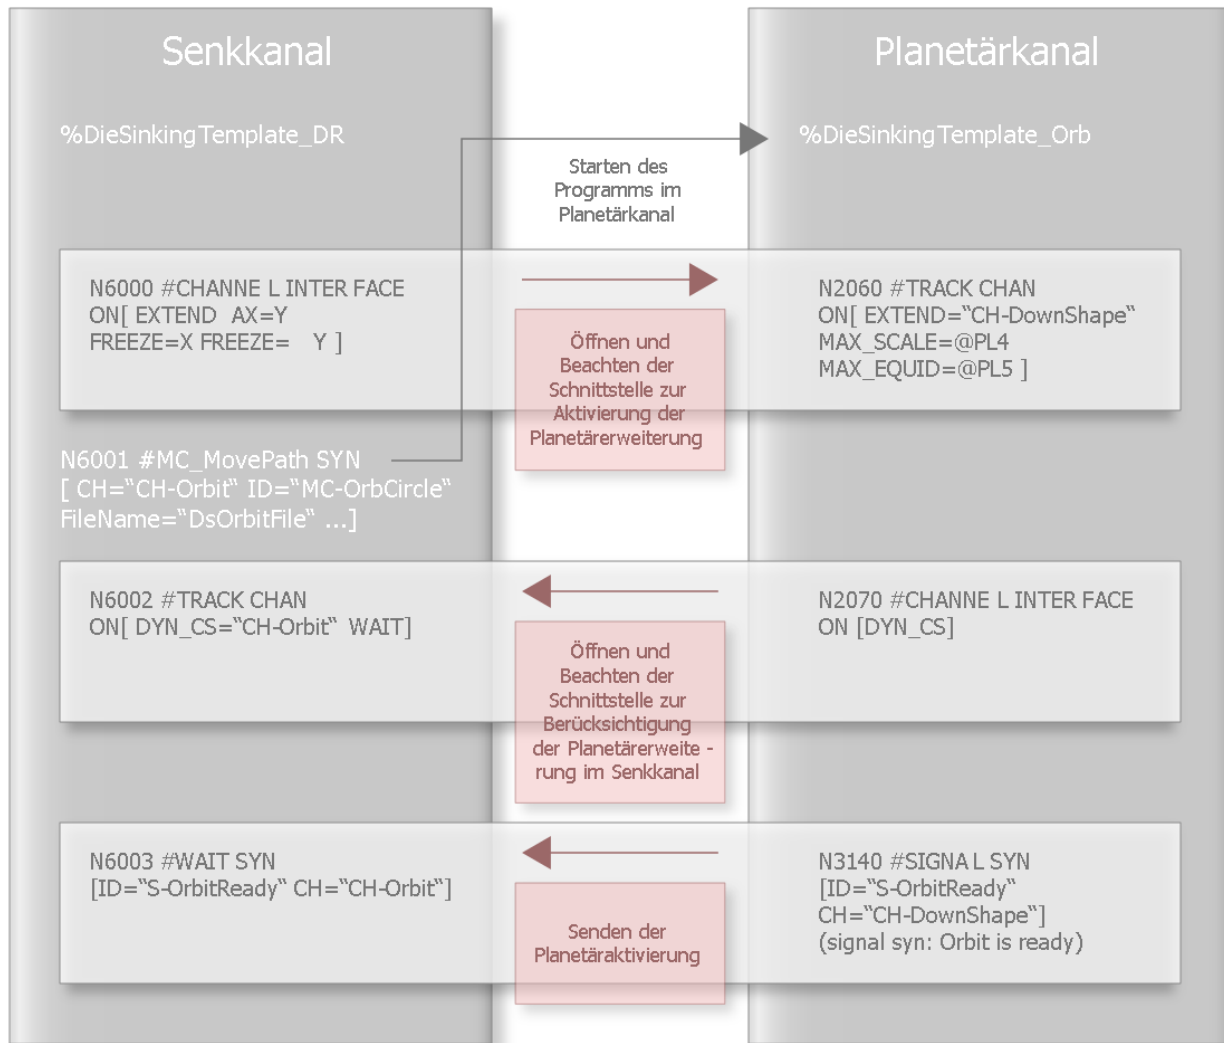 Senkkanal
Planetärkanal
%DieSinkingTemplate_DR
%DieSinkingTemplate_Orb
Starten des
Programms im
Planetärkanal
N6000 #CHANNE L INTER FACE
ON[ EXTEND AX=Y
FREEZE=X FREEZE= Y ]
Öffnen und
Beachten der
Schnittstelle zur
Aktivierung der
Planetärerweiterung
N2060 #TRACK CHAN
ON[ EXTEND=“CH-DownShape“
MAX_SCALE=@PL4
MAX_EQUID=@PL5 ]
N6001 #MC_MovePath SYN
[ CH=“CH-Orbit“ ID=“MC-OrbCircle“
FileName=“DsOrbitFile“ ...]
N6002 #TRACK CHAN
ON[ DYN_CS=“CH-Orbit“ WAIT]
Öffnen und
Beachten der
Schnittstelle zur
Berücksichtigung
der Planetärerweite -
rung im Senkkanal
N2070 #CHANNE L INTER FACE
ON [DYN_CS]
N6003 #WAIT SYN
[ID=“S-OrbitReady“ CH=“CH-Orbit“]
Senden der
Planetäraktivierung
N3140 #SIGNA L SYN
[ID=“S-OrbitReady“
CH=“CH-DownShape“]
(signal syn: Orbit is ready)